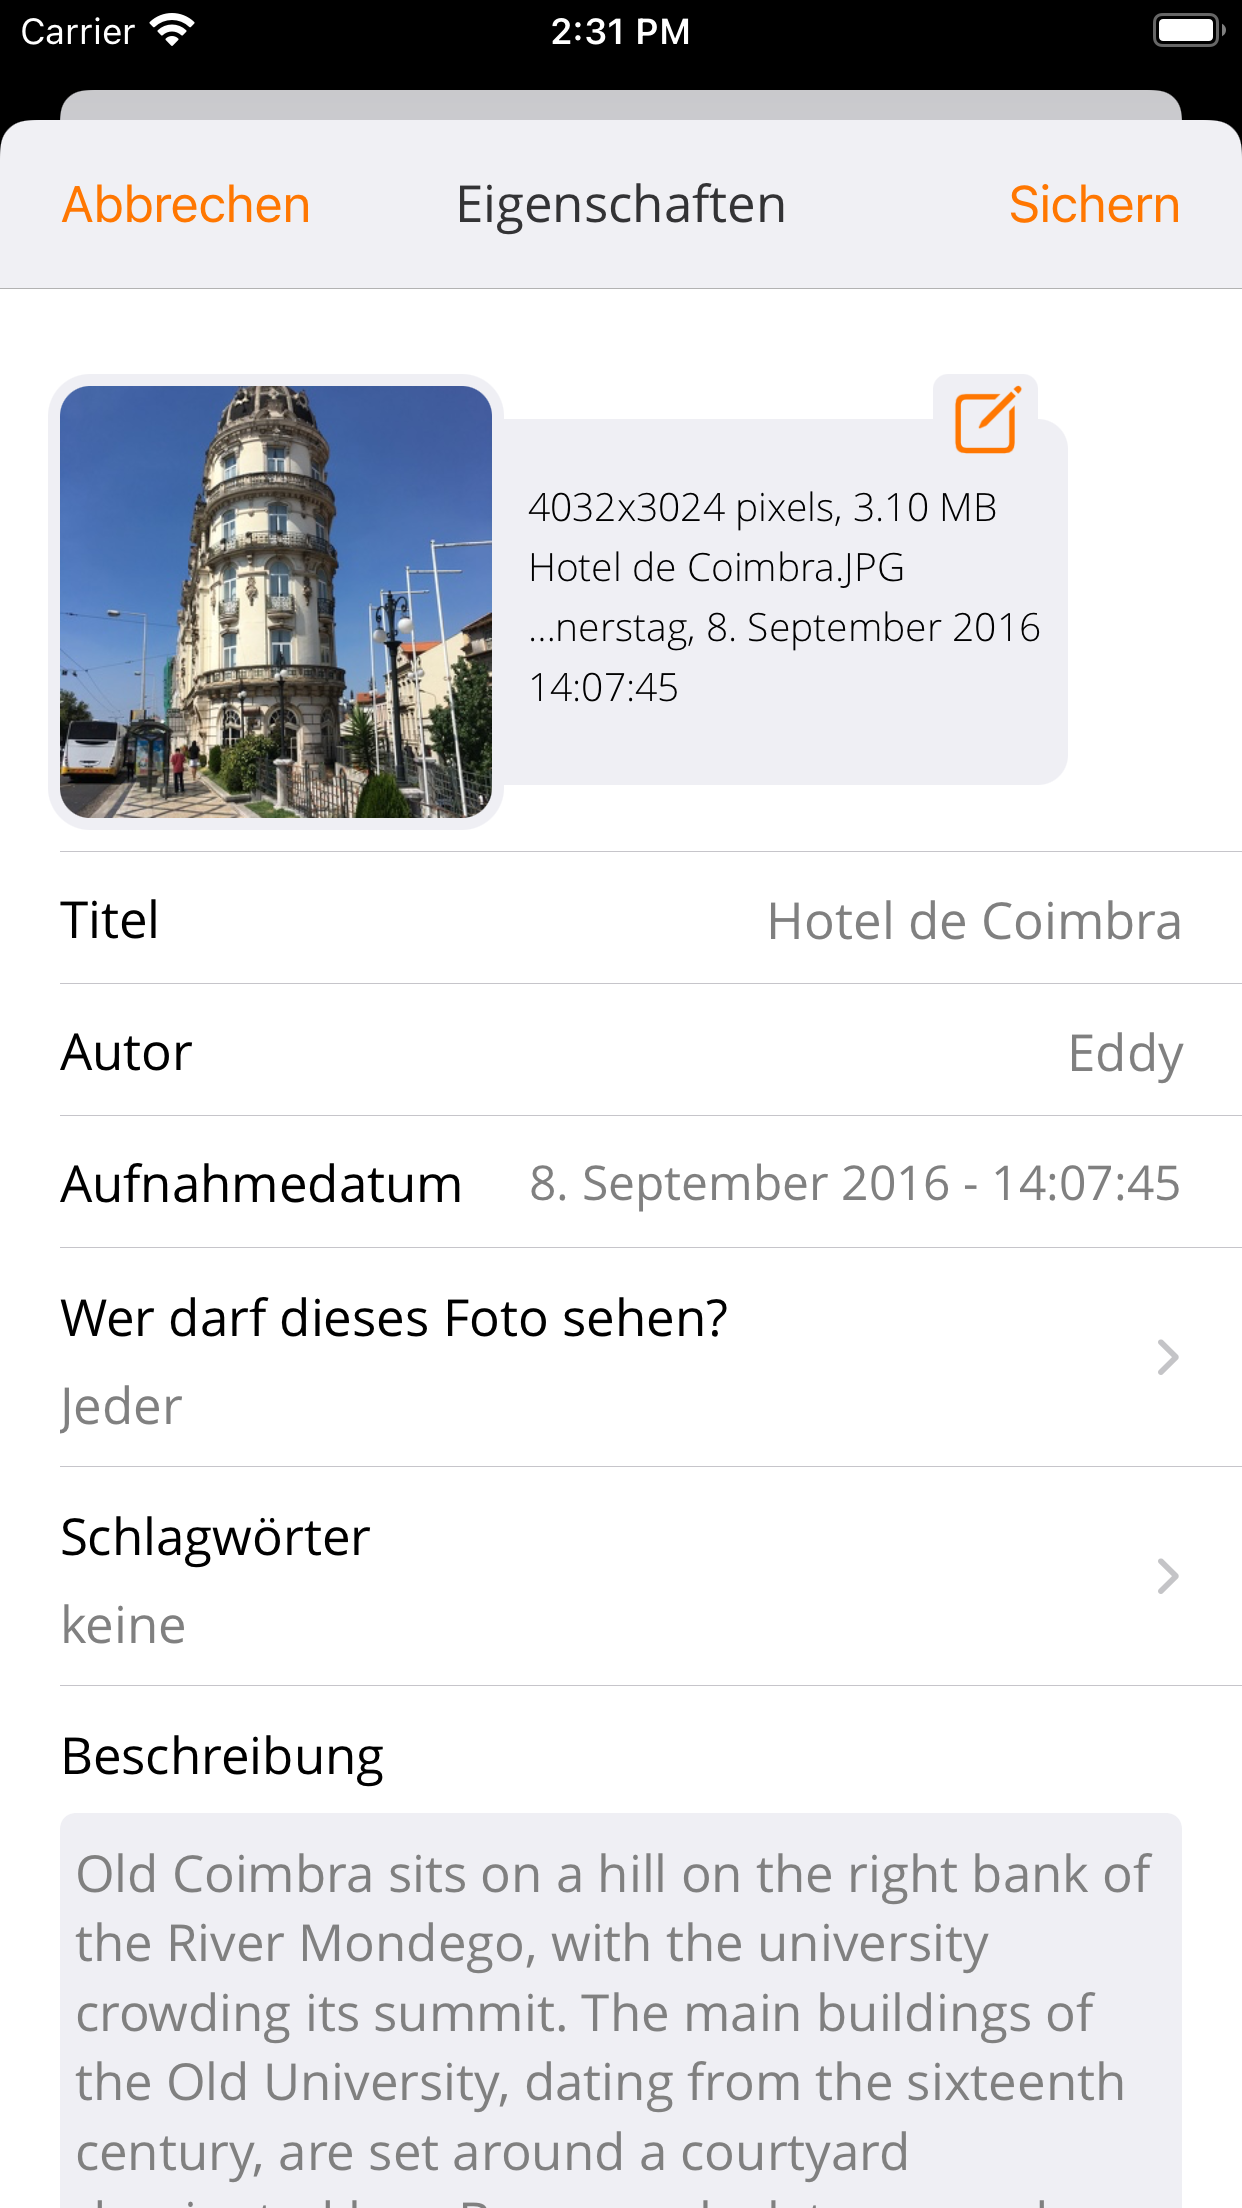 Carrier 2:31 PM
Abbrechen Eigenschaften Sichern
4032x3024 pixels, 3.10 MB
Hotel de Coimbra.JPG
...nerstag, 8. September 2016
14:07:45
Titel Hotel de Coimbra
Autor Eddy
Aufnahmedatum 8. September 2016 - 14:07:45
Wer darf dieses Foto sehen?
Jeder
Schlagwörter
keine
Beschreibung
Old Coimbra sits on a hill on the right bank of
the River Mondego, with the university
crowding its summit. The main buildings of
the Old University, dating from the sixteenth
century, are set around a courtyard